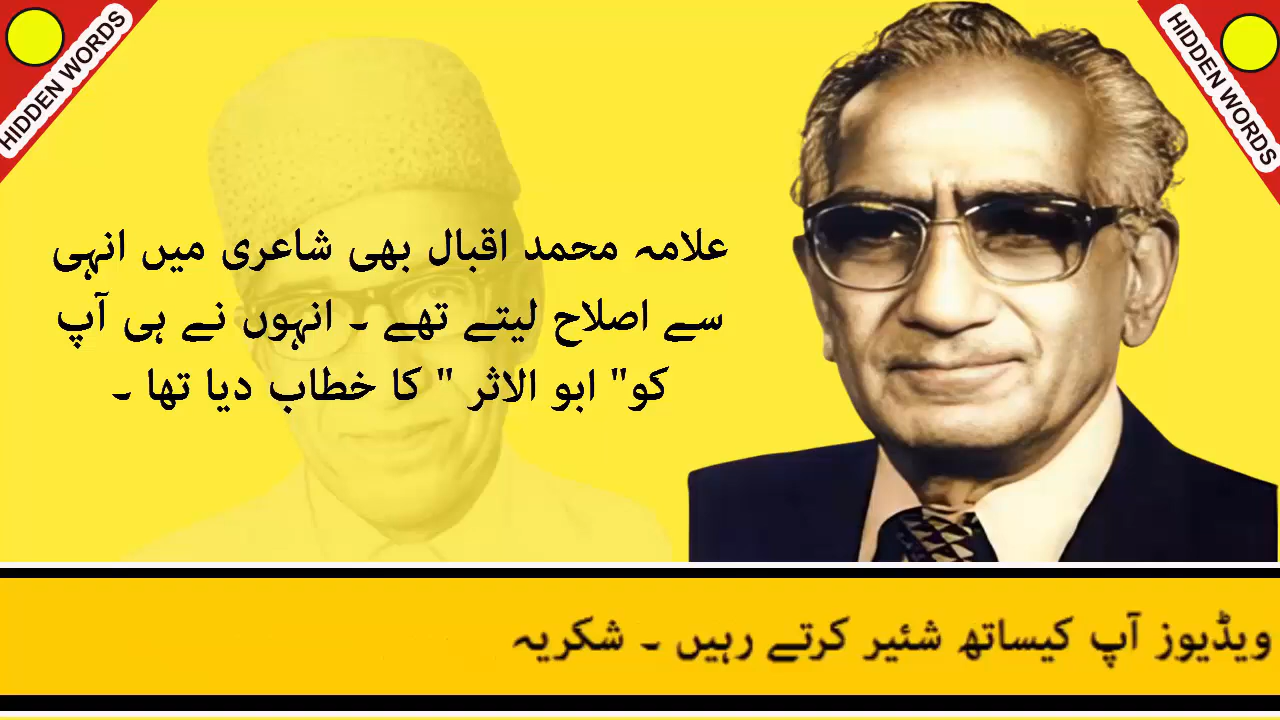 HIDDEN WORDS
HIDDEN WORDS
علامہ محمد اقبال بھی شاعری میں انہی
سے اصلاح لیتے تھے ۔ انہوں نے ہی آپ
کو" ابو الاثر " کا خطاب دیا تھا ۔
ویڈیوز آپ کیساتھ شئیر کرتے رہیں ۔ شکریہ